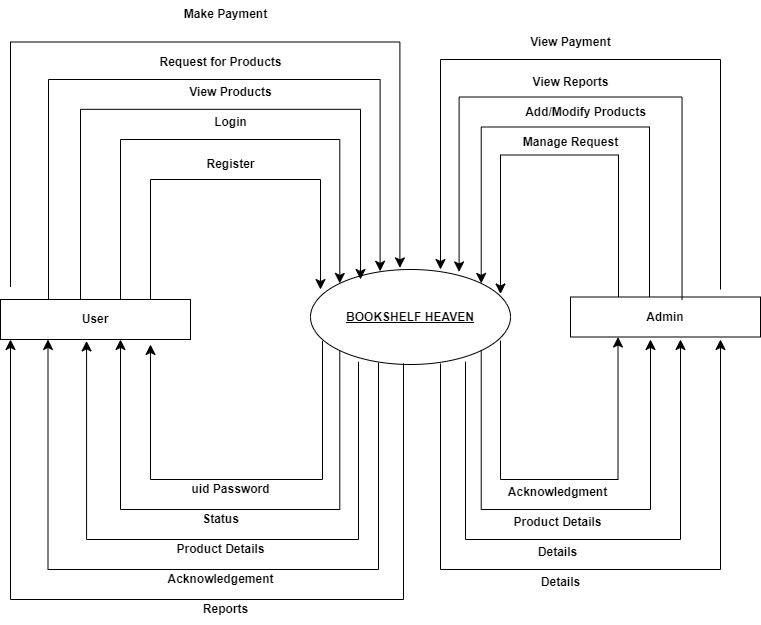 Make Payment
View Payment
Request for Products
View Reports
View Products
Add/Modify Products
Login
Manage Request
Register
User
BOOKSHELF HEAVEN
Admin
uid Password
Acknowledgment
Status
Product Details
Product Details
Details
Acknowledgement
Details
Reports